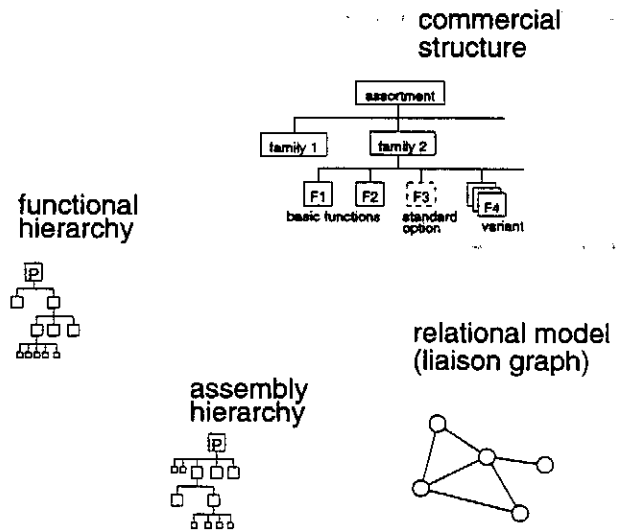 commercial
structure
assortment
family 1
family 2
F1
F2
F3
F4
basic functions
standard
option
variant
functional
hierarchy
P
relational model
(liaison graph)
assembly
hierarchy
P